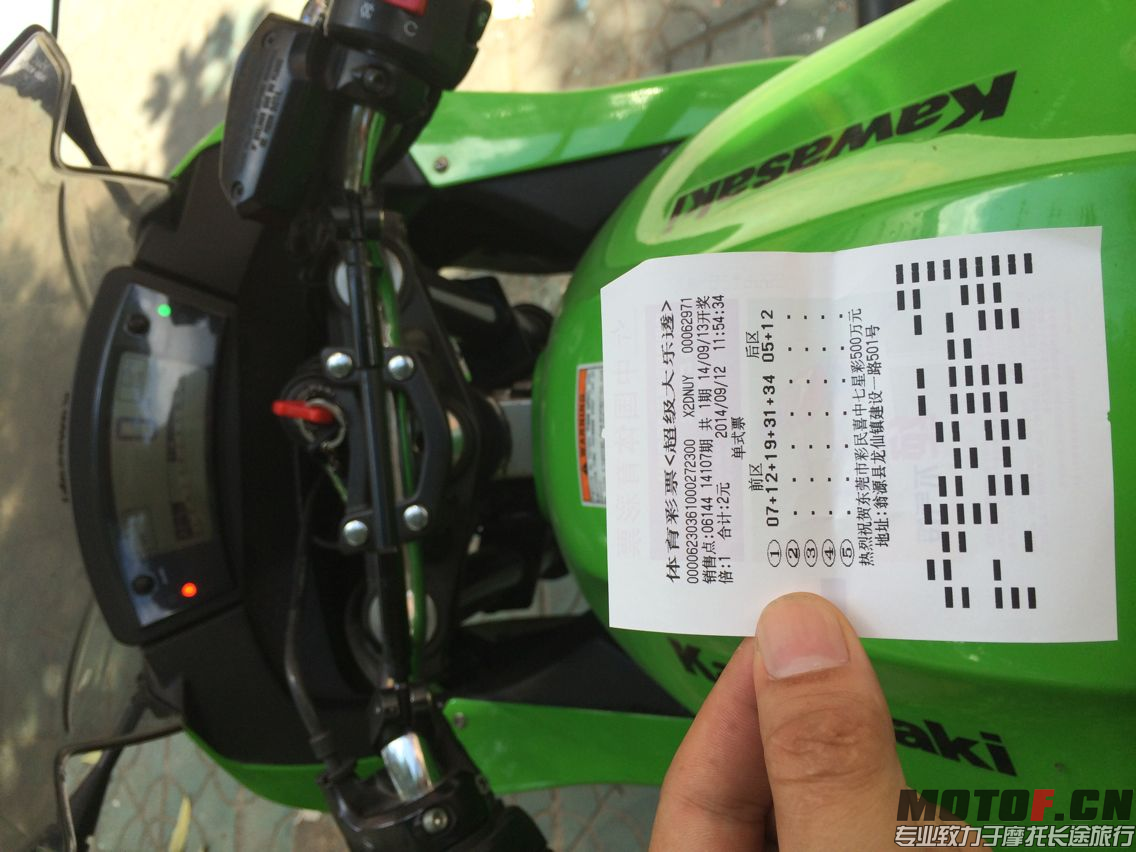 体育彩票<超级大乐透>
000062303610002723​00 X2DNUY 00062971
销售点:06144 14107期 共 1期 14/09/13开奖
倍:1 合计:2元 2014/09/12 11:54:34
单式票
前区 后区
① 07+12+19+31+34 05+12
②
③
④
⑤
热烈祝贺东莞市彩民喜中七星彩500万元
地址:翁源县龙仙镇建设一路501号
Kawasaki
aki
WARNING
MOTOF.CN
专业致力于摩托长途旅行